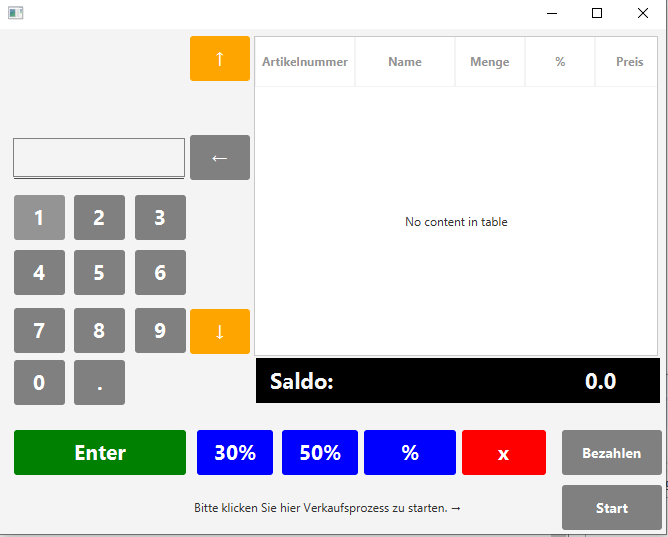 ↑
Artikelnummer Name Menge % Preis
←
1 2 3
No content in table
4 5 6
7 8 9 ↓
0 .
Saldo: 0.0
Enter 30% 50% % x Bezahlen
Bitte klicken Sie hier Verkaufsprozess zu starten. → Start